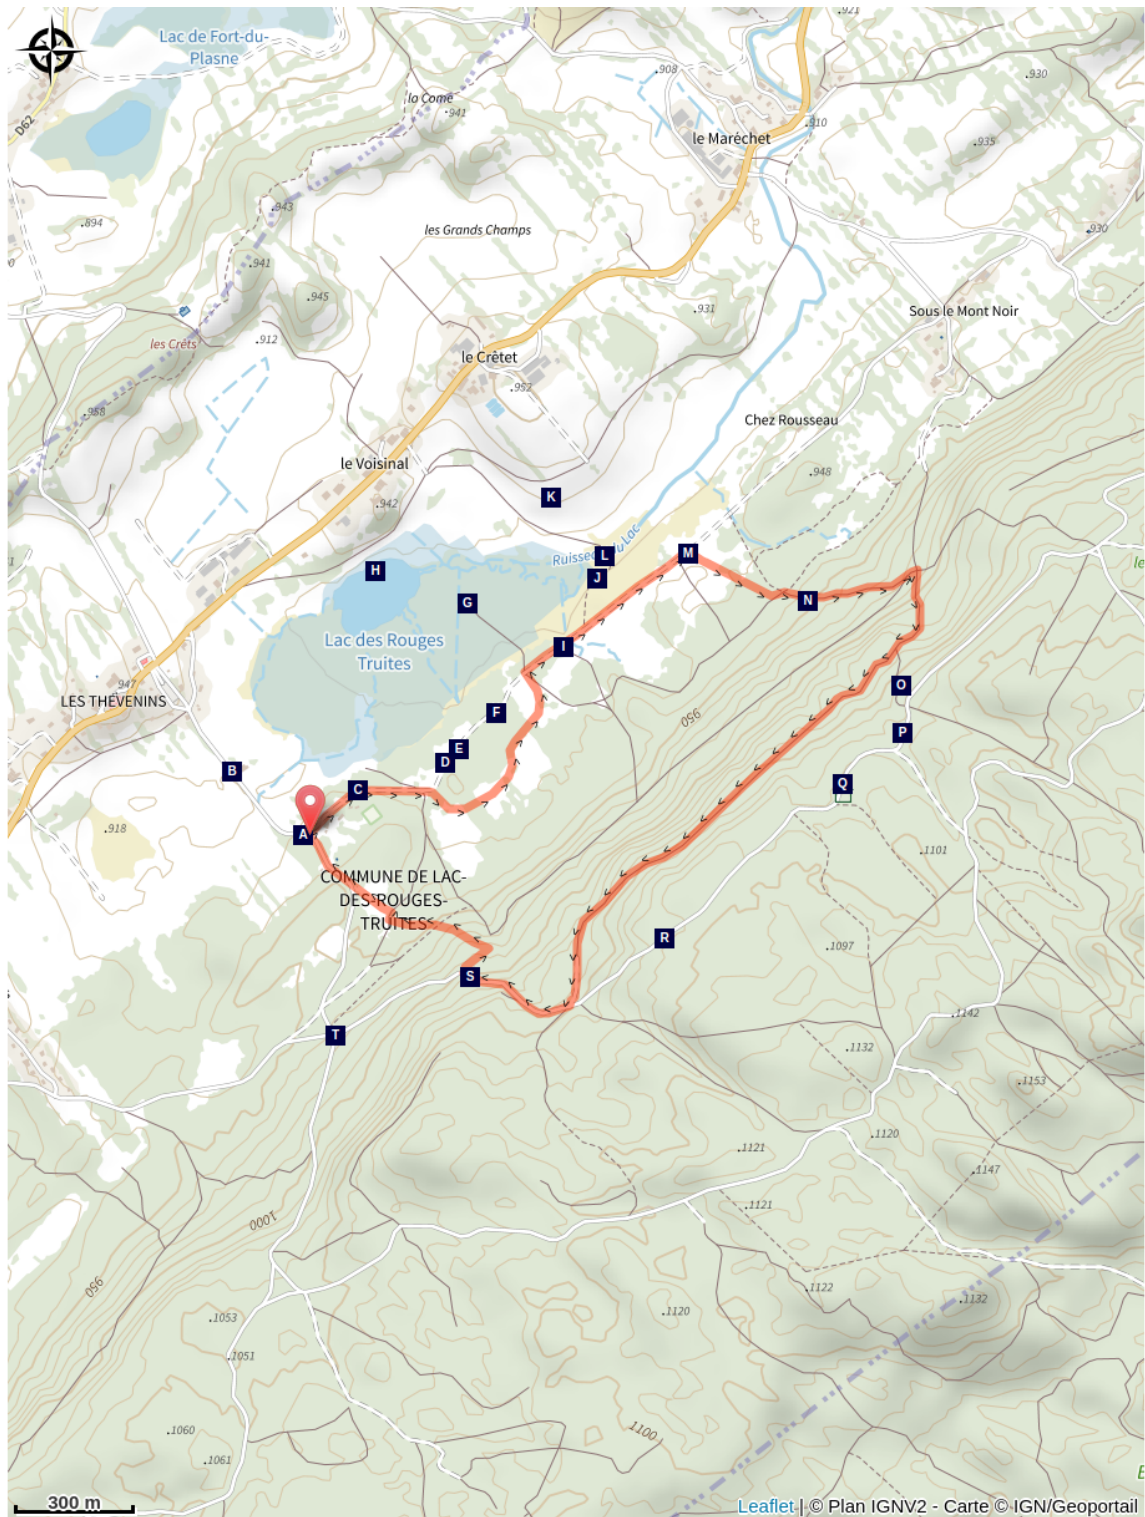 Lac de Fort-du-
Plasne
.921
.908
.930
la Come
.941
D62
.910
le Maréchet
.935
.943
.894
les Grands Champs
.930
.941
.945
.931
Sous le Mont Noir
.912
les Crêts
le Crêtet
.952
.958
Chez Rousseau
le Voisinal
.948
.942
K
Ruisseau du Lac
L
M
H
J
le
G
N
Lac des Rouges
Truites
I
O
.947
LES THÉVENINS
F
950
P
E
D
B
Q
C
.918
A
.1101
COMMUNE DE LAC-
DES-ROUGES-
TRUITES
R
.1097
S
.1142
T
.1132
.1153
.1120
.1121
.1147
.1121
1000
950
.1122
.1132
.1120
.1053
.1051
.1060
1100
.1061
300 m
Leaflet | © Plan IGNV2 - Carte © IGN/Geoportail